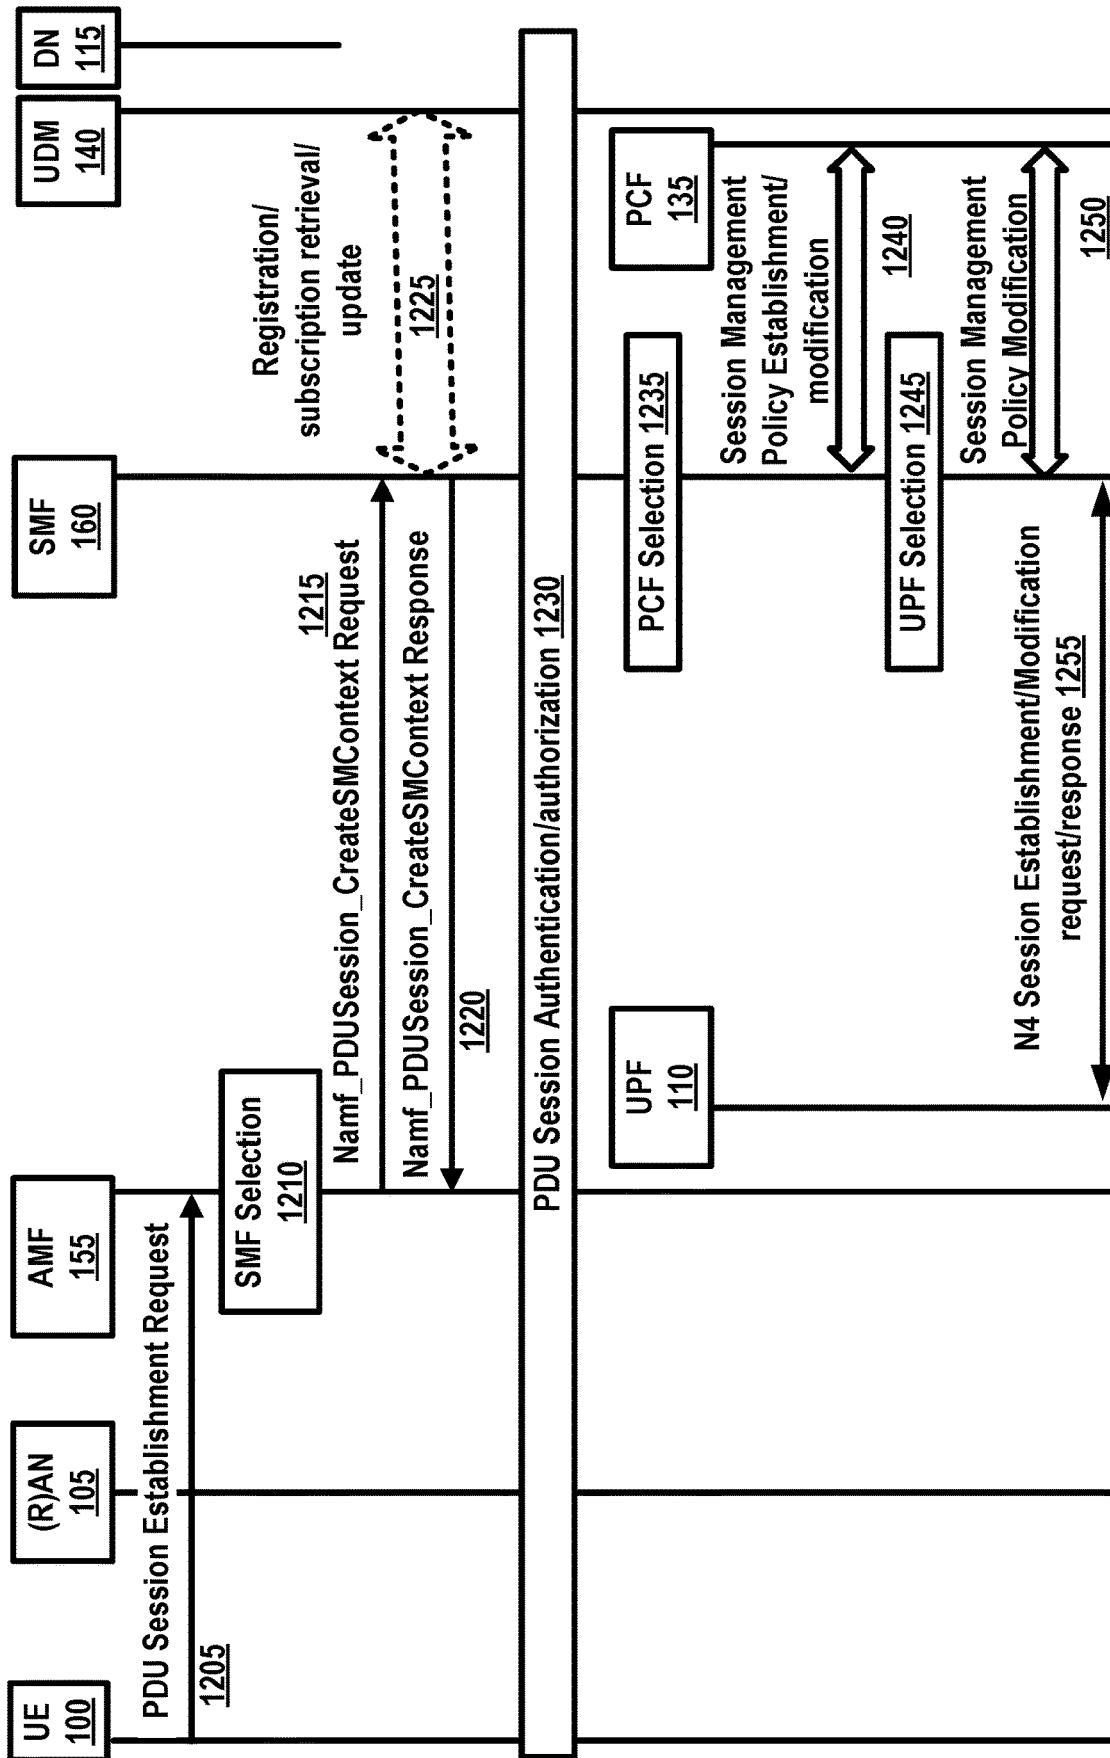 UE
100
(R)AN
105
AMF
155
SMF
160
UDM
140
DN
115
PDU Session Establishment Request
1205
SMF Selection
1210
1215
Namf_PDUSession_CreateSMContext Request
Namf_PDUSession_CreateSMContext Response
1220
Registration/
subscription retrieval/
update
1225
PDU Session Authentication/authorization 1230
UPF
110
PCF Selection 1235
PCF
135
Session Management
Policy Establishment/
modification
1240
UPF Selection 1245
Session Management
Policy Modification
1250
N4 Session Establishment/Modification
request/response 1255